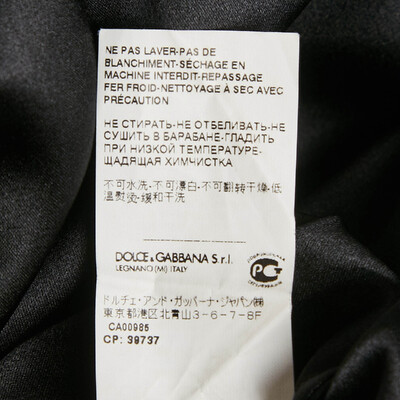 NE PAS LAVER-PAS DE
BLANCHIMENT-SÉCHAGE EN
MACHINE INTERDIT-REPASSAGE
FER FROID-NETTOYAGE À SEC AVEC
PRÉCAUTION
НЕ СТИРАТЬ-НЕ ОТБЕЛИВАТЬ-НЕ
СУШИТЬ В БАРАБАНЕ-ГЛАДИТЬ
ПРИ НИЗКОЙ ТЕМПЕРАТУРЕ-
ЩАДЯЩАЯ ХИМЧИСТКА
不可水洗-不可漂白-不可翻转干燥-低
温熨烫-缓和干洗
DOLCE & GABBANA S.r.l.
LEGNANO (MI) ITALY
PG
ドルチェ・アンド・ガッバーナ・ジャパン㈱
東京都港区北青山3-6-7-8F
CA00985
CP: 39737